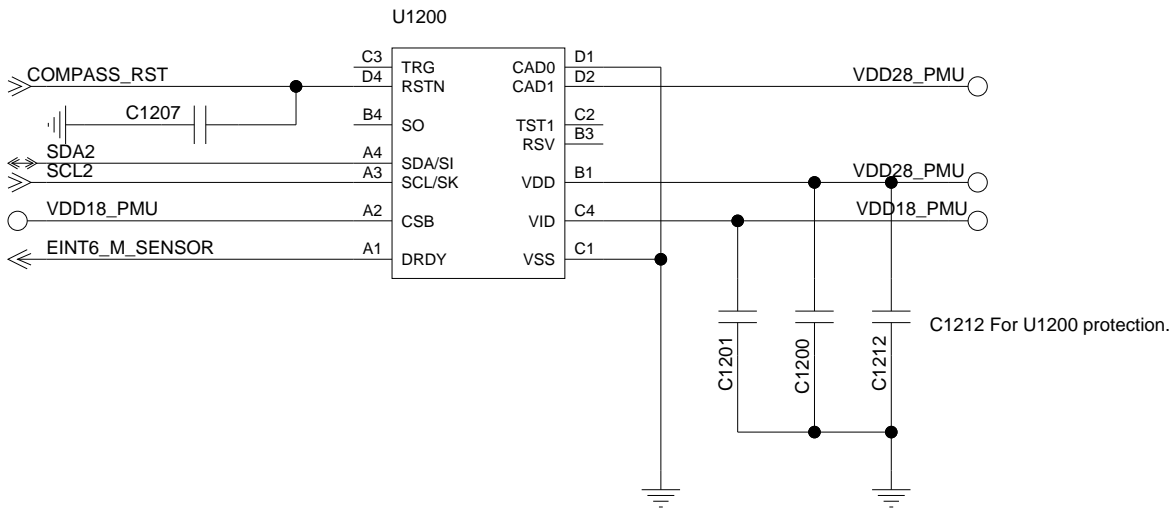 U1200
COMPASS_RST
C1207
SDA2
SCL2
VDD18_PMU
EINT6_M_SENSOR
C3
D4
B4
A4
A3
A2
A1
TRG
RSTN
SO
SDA/SI
SCL/SK
CSB
DRDY
CAD0
CAD1
TST1
RSV
VDD
VID
VSS
D1
D2
C2
B3
B1
C4
C1
VDD28_PMU
VDD28_PMU
VDD18_PMU
C1201
C1200
C1212
C1212 For U1200 protection.